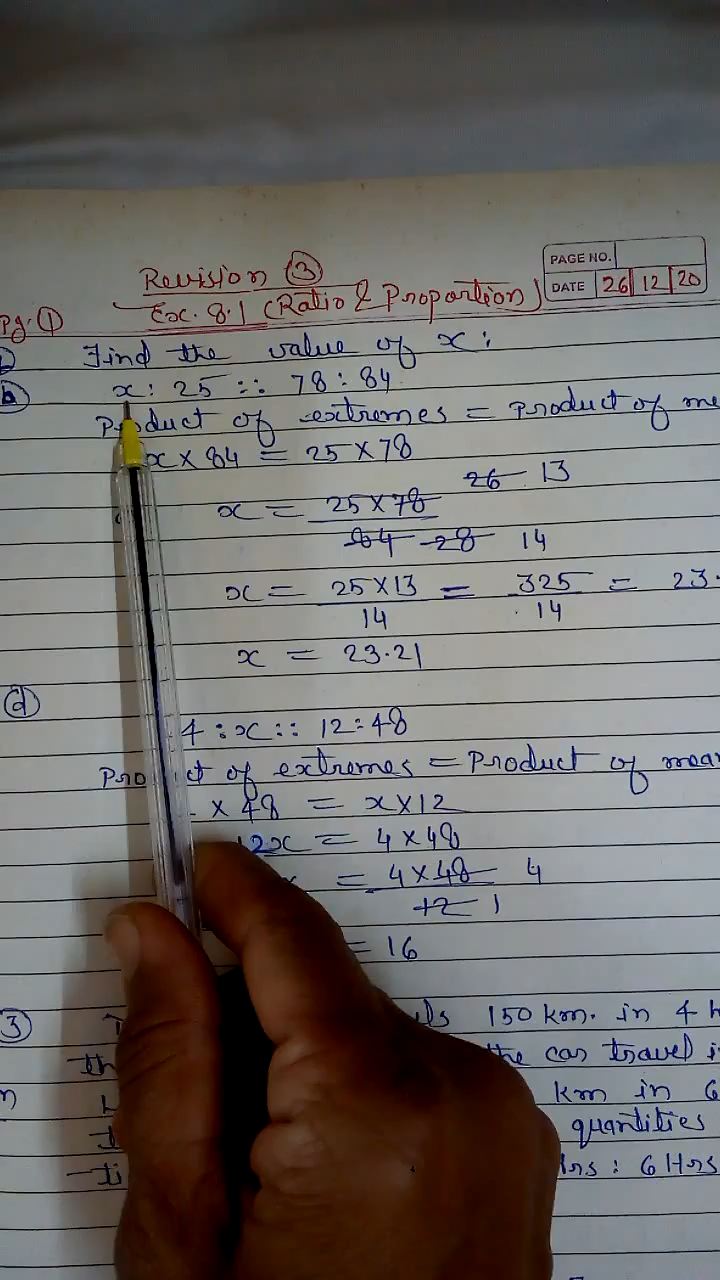 Revision ③
PAGE NO.
Ex. 8.1 (Ratio & Proportion)
DATE 26 12 20
Pg. ①
Find the value of x:
ⓑ x : 25 :: 78 : 84
Product of extremes = Product of me
x × 84 = 25 × 78
x = 25 × 78 26 13
84 28 14
x = 25 × 13 = 325 = 23.
14 14
x = 23.21
ⓓ
4 : x :: 12 : 48
Product of extremes = Product of mean
× 48 = x × 12
2x = 4 × 48
= 4 × 48 4
12 1
= 16
③ 150 km. in 4 h
the car travel i
km in 6
quantities
Hrs : 6 Hrs